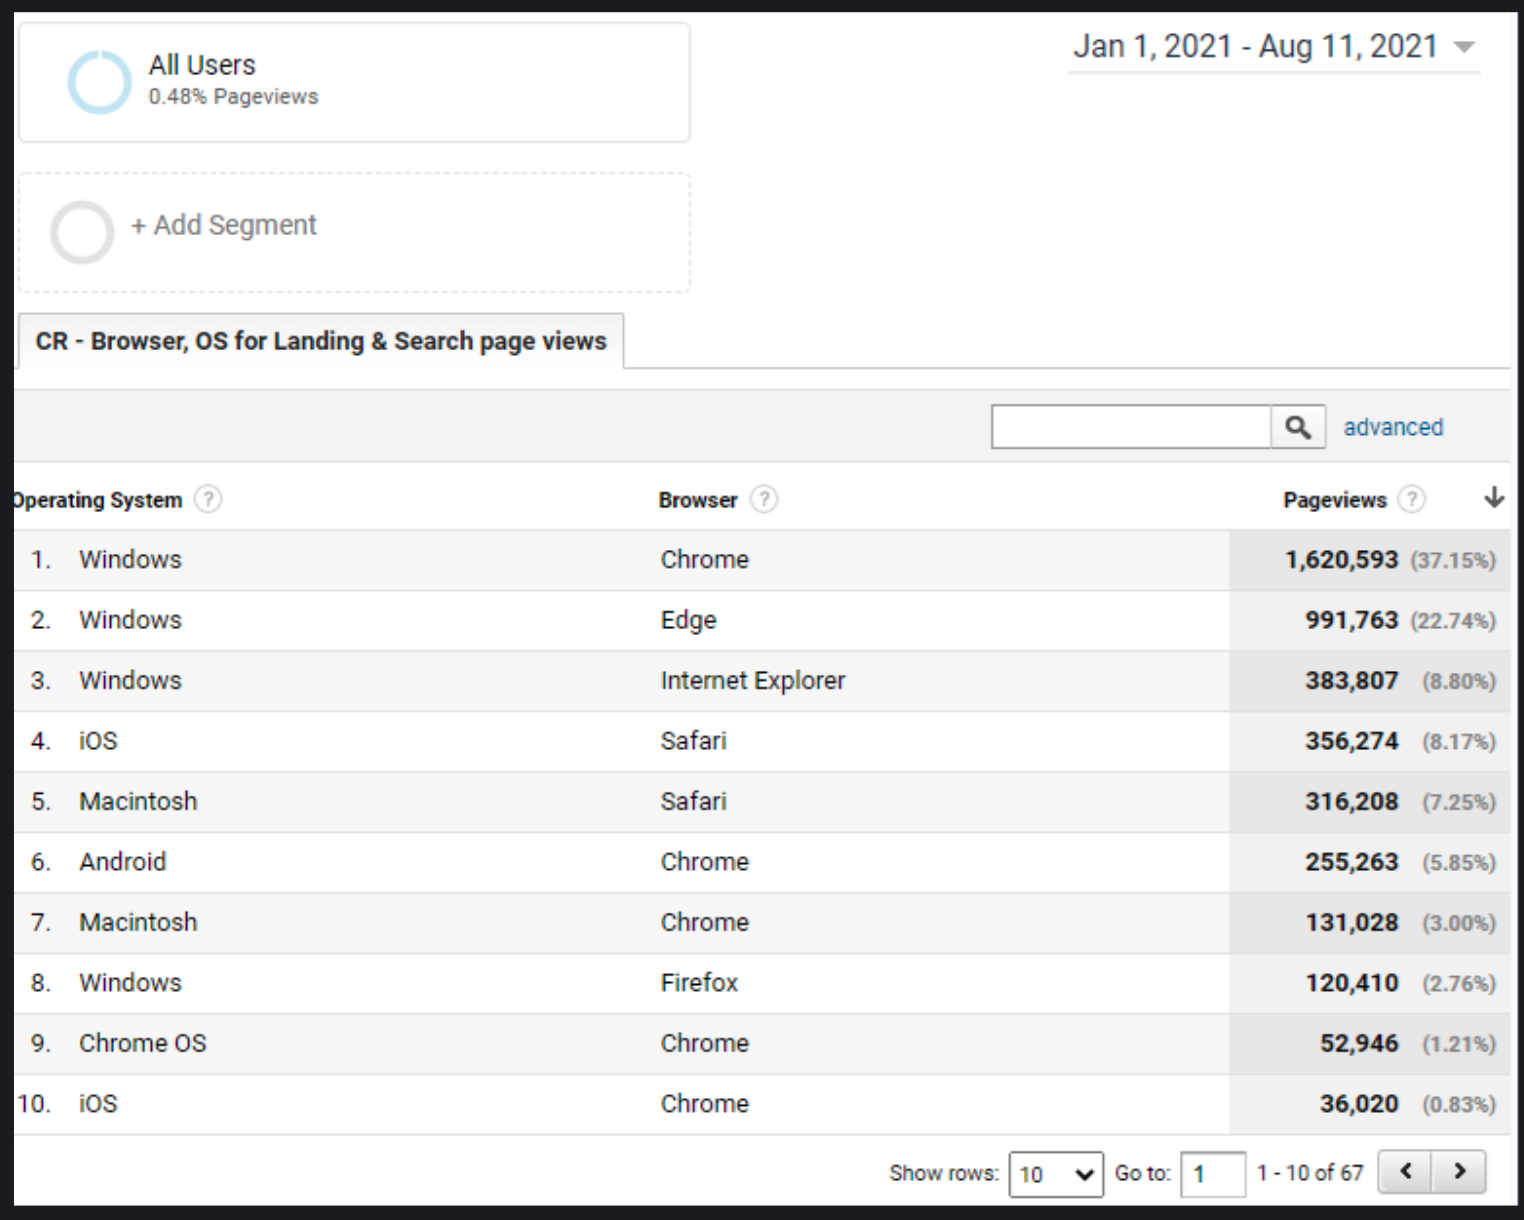 All Users
0.48% Pageviews
Jan 1, 2021 - Aug 11, 2021
+ Add Segment
CR - Browser, OS for Landing & Search page views
advanced
Operating System ? Browser ? Pageviews ?
1. Windows Chrome 1,620,593 (37.15%)
2. Windows Edge 991,763 (22.74%)
3. Windows Internet Explorer 383,807 (8.80%)
4. iOS Safari 356,274 (8.17%)
5. Macintosh Safari 316,208 (7.25%)
6. Android Chrome 255,263 (5.85%)
7. Macintosh Chrome 131,028 (3.00%)
8. Windows Firefox 120,410 (2.76%)
9. Chrome OS Chrome 52,946 (1.21%)
10. iOS Chrome 36,020 (0.83%)
Show rows: 10 Go to: 1 1 - 10 of 67